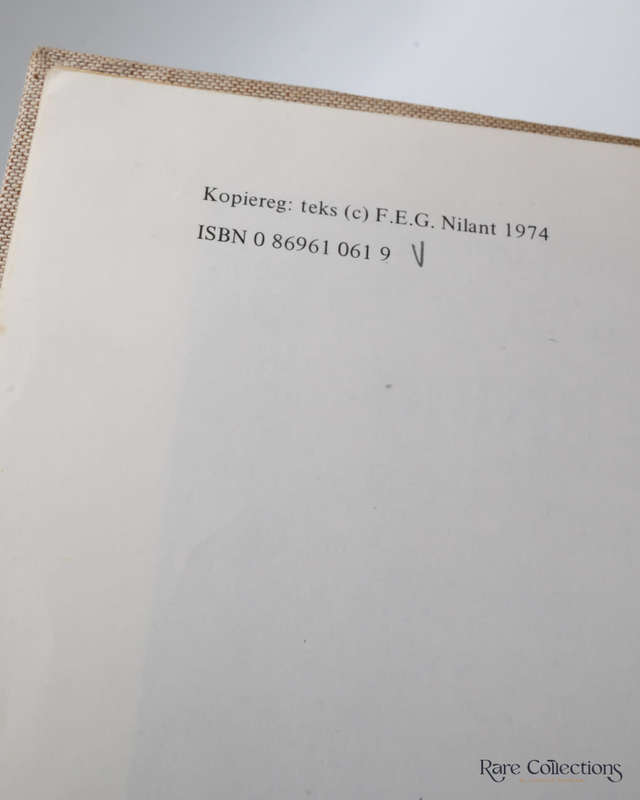 Kopiereg: teks (c) F.E.G. Nilant 1974
ISBN 0 86961 061 9 V
Rare Collections